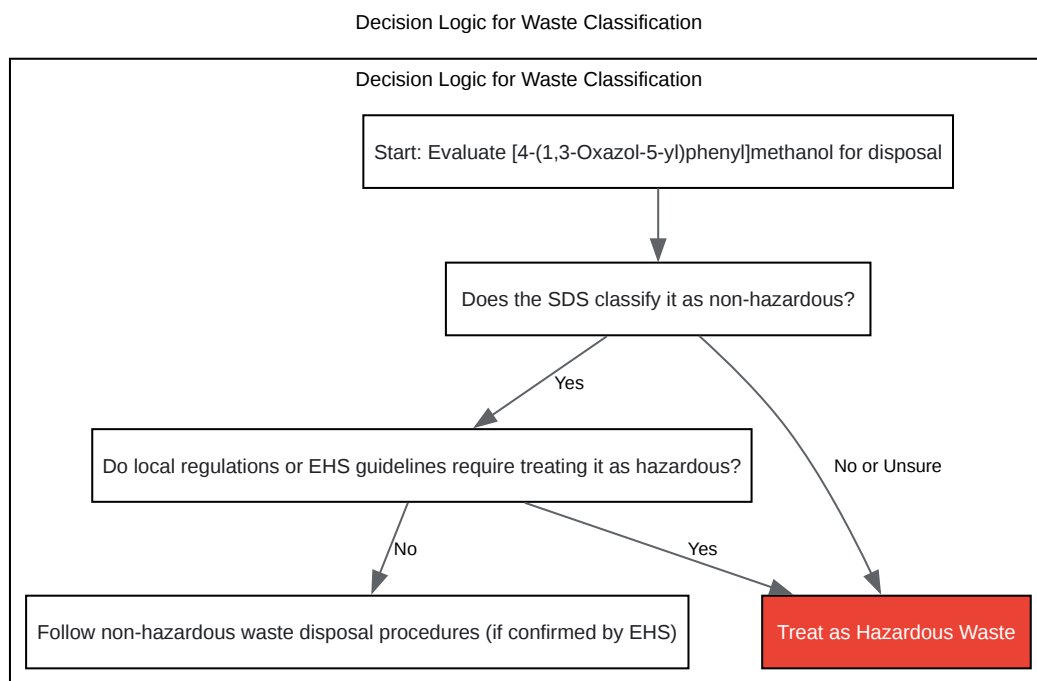 Decision Logic for Waste Classification
Decision Logic for Waste Classification
Start: Evaluate [4-(1,3-Oxazol-5-yl)phenyl]methanol for disposal
Does the SDS classify it as non-hazardous?
Yes
Do local regulations or EHS guidelines require treating it as hazardous?
No or Unsure
No
Yes
Follow non-hazardous waste disposal procedures (if confirmed by EHS)
Treat as Hazardous Waste